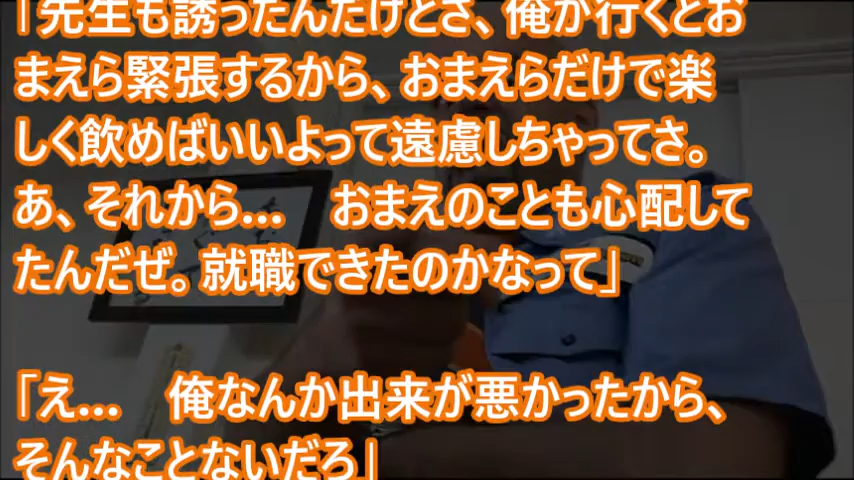 「先生も誘ったんだけどさ、俺が行くとお
まえら緊張するから、おまえらだけで楽
しく飲めばいいよって遠慮しちゃってさ。
あ、それから… おまえのことも心配して
たんだぜ。就職できたのかなって」
「え… 俺なんか出来が悪かったから、
そんなことないだろ」